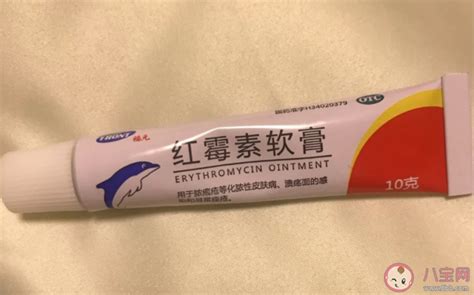 国药准字H34020379
OTC
FRONT
福元
红霉素软膏
ERYTHROMYCIN OINTMENT
用于脓疱疮等化脓性皮肤病、
溃疡面的感
10克
八宝网